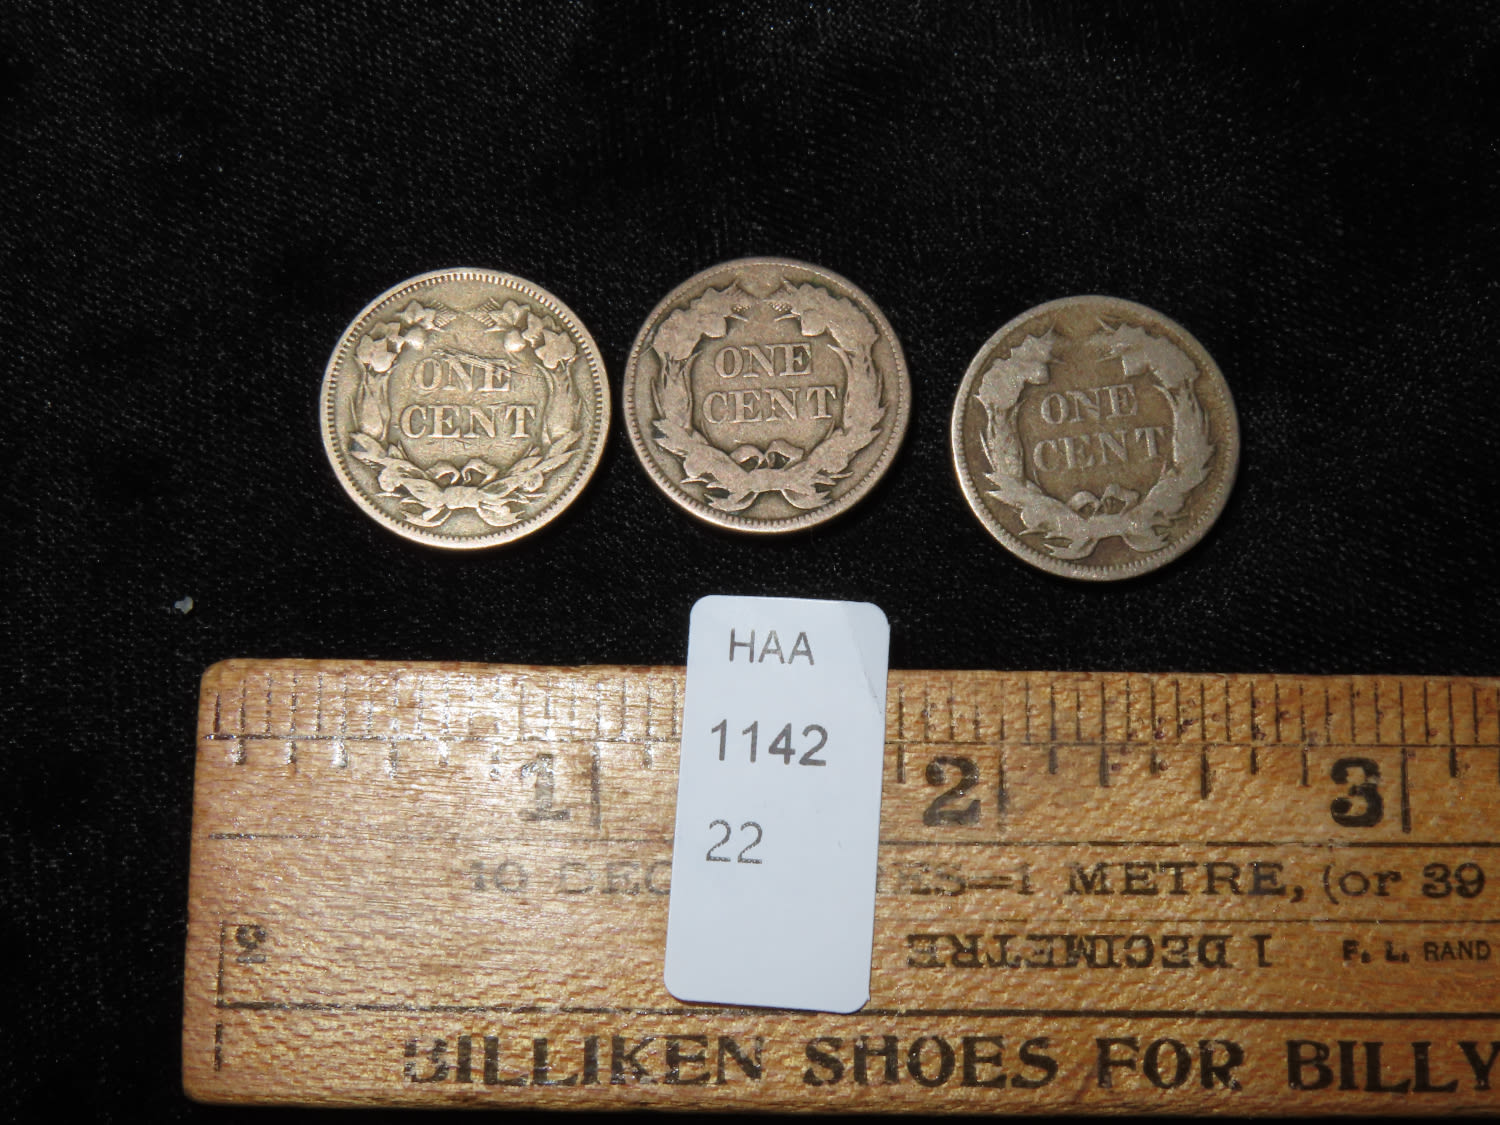 ONE
CENT
ONE
CENT
ONE
CENT
HAA
1142
22
1 2 3
METRE, (or 39
1 DECIMETRE F. L. RAND
BILLIKEN SHOES FOR BILLY